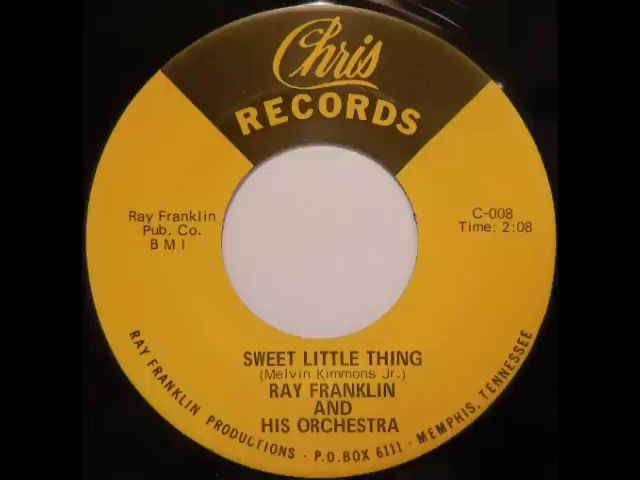 Chris
RECORDS
Ray Franklin
Pub. Co.
B M I
C-008
Time: 2:08
SWEET LITTLE THING
(Melvin Kimmons Jr.)
RAY FRANKLIN
AND
HIS ORCHESTRA
RAY FRANKLIN PRODUCTIONS · P.O.BOX 6111 · MEMPHIS, TENNESSEE